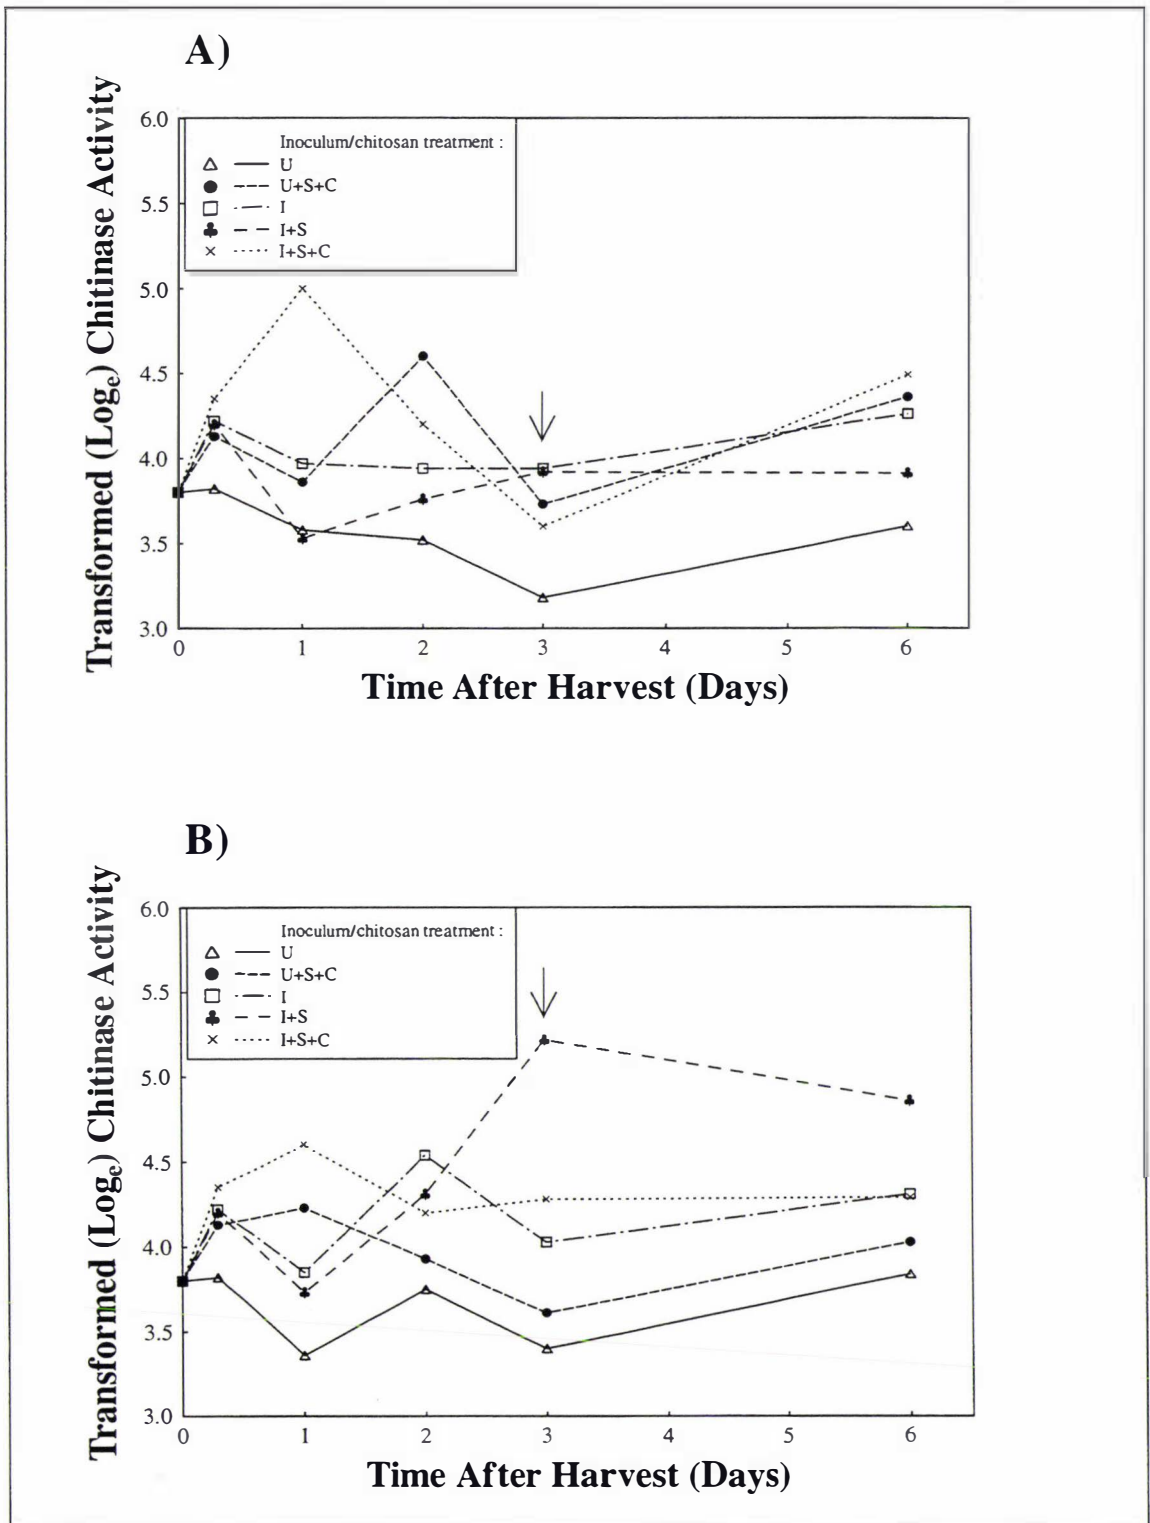 A)
Transformed (Loge) Chitinase Activity
6.0
5.5
5.0
4.5
4.0
3.5
3.0
Inoculum/chitosan treatment :
U
U+S+C
I
I+S
I+S+C
0 1 2 3 4 5 6
Time After Harvest (Days)
B)
Transformed (Loge) Chitinase Activity
6.0
5.5
5.0
4.5
4.0
3.5
3.0
Inoculum/chitosan treatment :
U
U+S+C
I
I+S
I+S+C
0 1 2 3 4 5 6
Time After Harvest (Days)